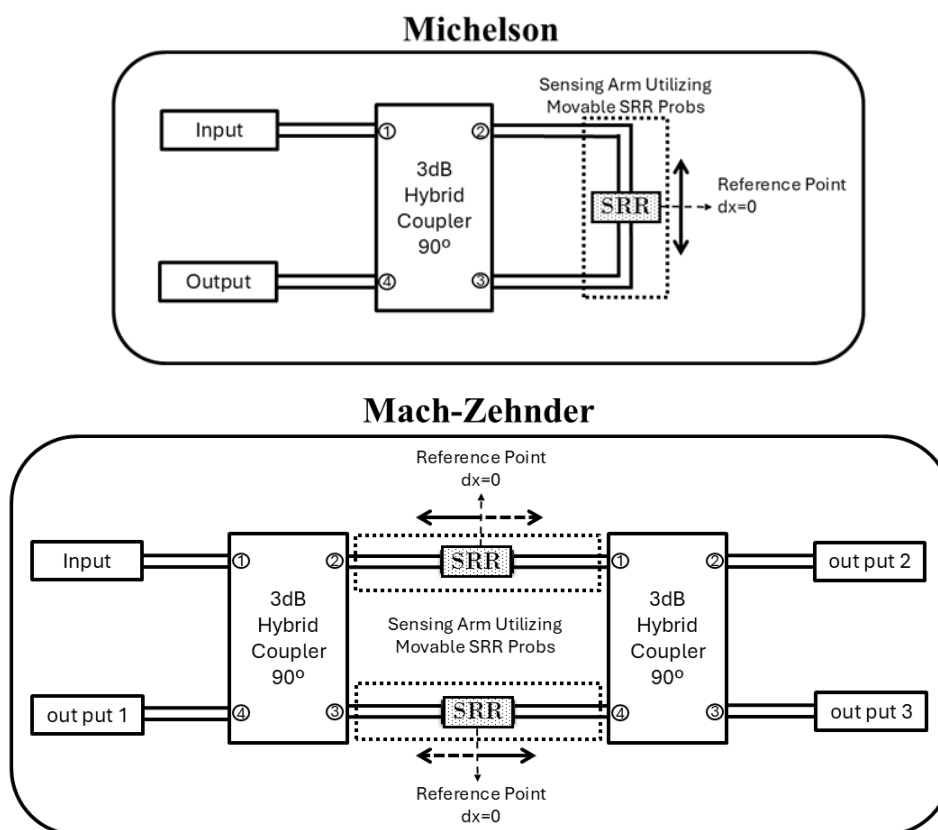 Michelson
Sensing Arm Utilizing
Movable SRR Probs
Input
①
②
3dB
Hybrid
Coupler
90º
SRR
Reference Point
dx=0
Output
④
③
Mach-Zehnder
Reference Point
dx=0
Input
①
②
SRR
①
②
out put 2
3dB
Hybrid
Coupler
90º
Sensing Arm Utilizing
Movable SRR Probs
3dB
Hybrid
Coupler
90º
out put 1
④
③
SRR
④
③
out put 3
Reference Point
dx=0